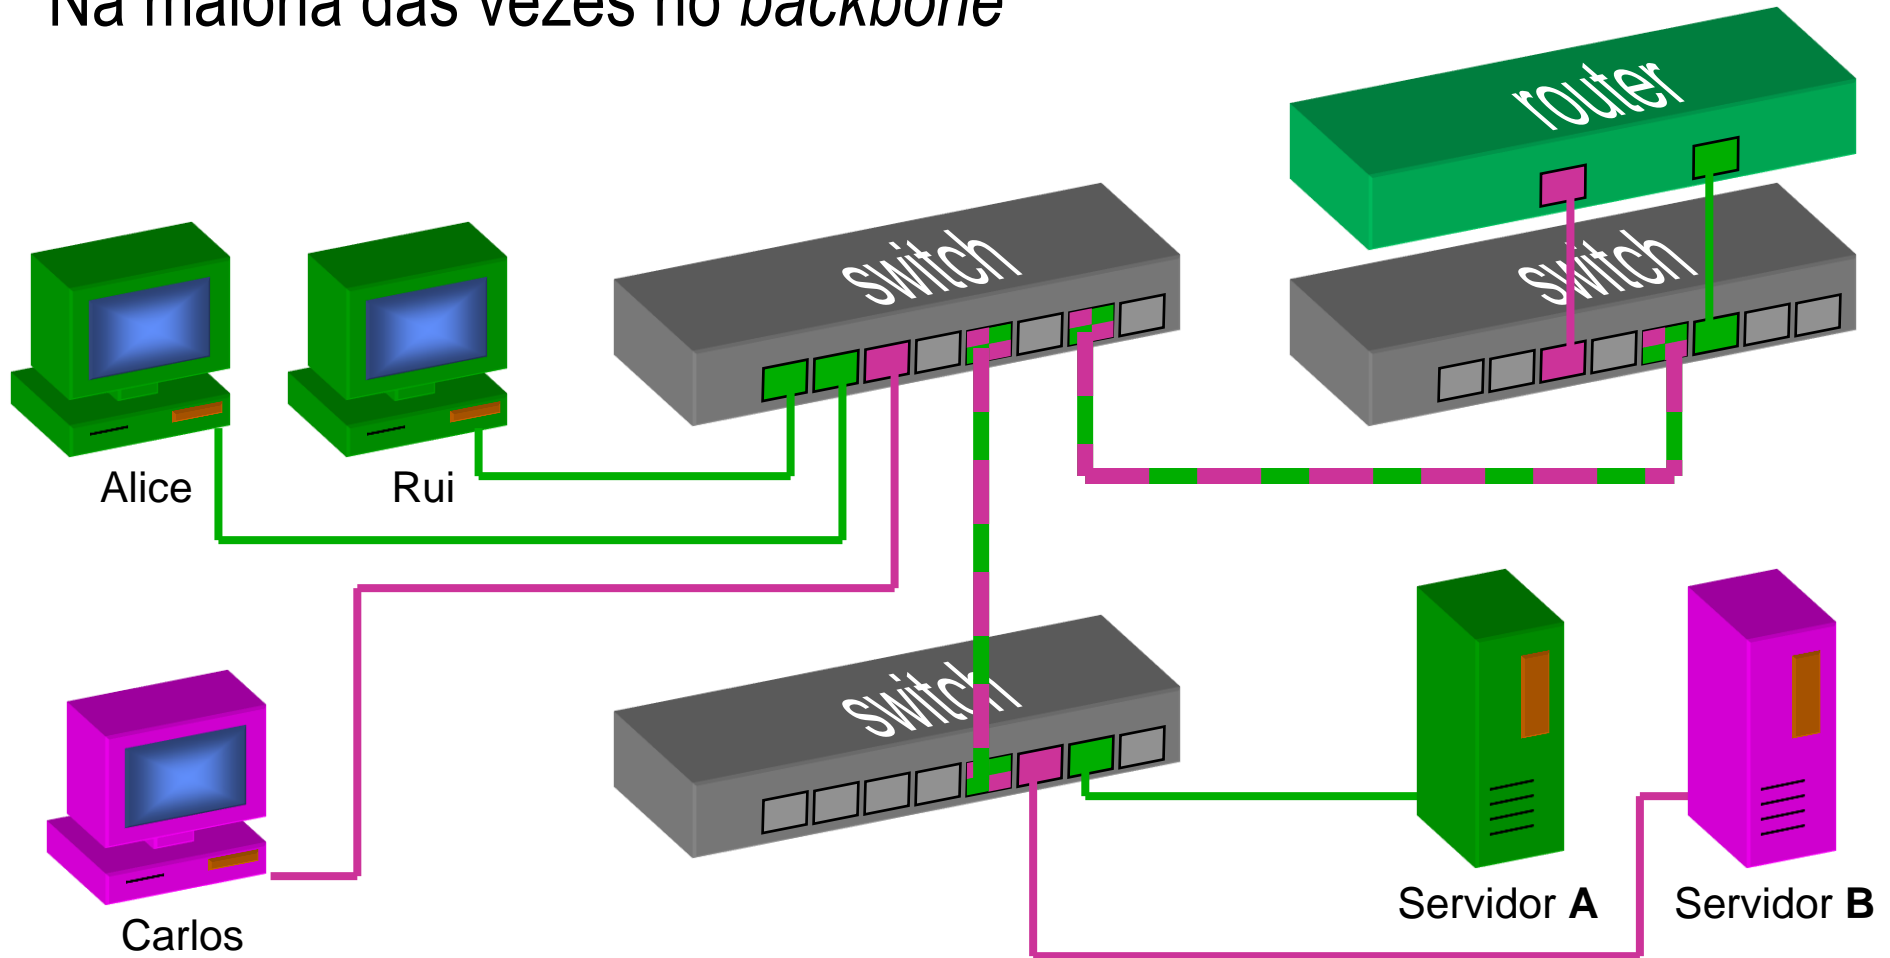 Na maioria das vezes no backbone
router
switch
switch
Alice
Rui
switch
Servidor A
Servidor B
Carlos